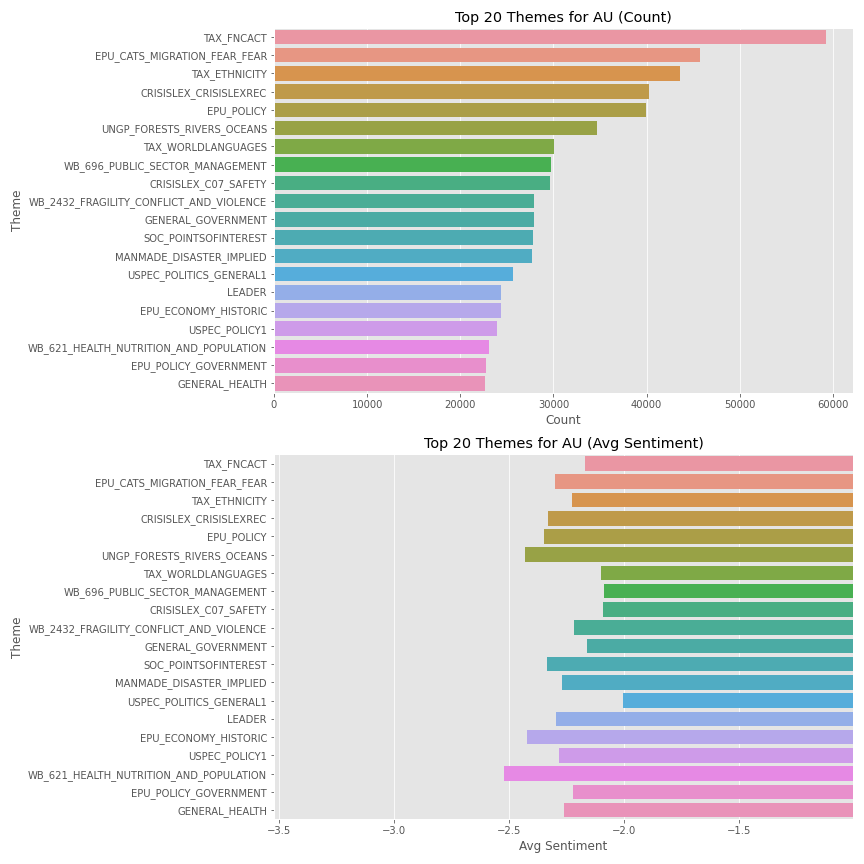 Top 20 Themes for AU (Count)
TAX_FNCACT
EPU_CATS_MIGRATION_FEAR_FEAR
TAX_ETHNICITY
CRISISLEX_CRISISLEXREC
EPU_POLICY
UNGP_FORESTS_RIVERS_OCEANS
TAX_WORLDLANGUAGES
WB_696_PUBLIC_SECTOR_MANAGEMENT
CRISISLEX_C07_SAFETY
WB_2432_FRAGILITY_CONFLICT_AND_VIOLENCE
GENERAL_GOVERNMENT
SOC_POINTSOFINTEREST
MANMADE_DISASTER_IMPLIED
USPEC_POLITICS_GENERAL1
LEADER
EPU_ECONOMY_HISTORIC
USPEC_POLICY1
WB_621_HEALTH_NUTRITION_AND_POPULATION
EPU_POLICY_GOVERNMENT
GENERAL_HEALTH
Theme
0 10000 20000 30000 40000 50000 60000
Count
Top 20 Themes for AU (Avg Sentiment)
TAX_FNCACT
EPU_CATS_MIGRATION_FEAR_FEAR
TAX_ETHNICITY
CRISISLEX_CRISISLEXREC
EPU_POLICY
UNGP_FORESTS_RIVERS_OCEANS
TAX_WORLDLANGUAGES
WB_696_PUBLIC_SECTOR_MANAGEMENT
CRISISLEX_C07_SAFETY
WB_2432_FRAGILITY_CONFLICT_AND_VIOLENCE
GENERAL_GOVERNMENT
SOC_POINTSOFINTEREST
MANMADE_DISASTER_IMPLIED
USPEC_POLITICS_GENERAL1
LEADER
EPU_ECONOMY_HISTORIC
USPEC_POLICY1
WB_621_HEALTH_NUTRITION_AND_POPULATION
EPU_POLICY_GOVERNMENT
GENERAL_HEALTH
Theme
−3.5 −3.0 −2.5 −2.0 −1.5
Avg Sentiment